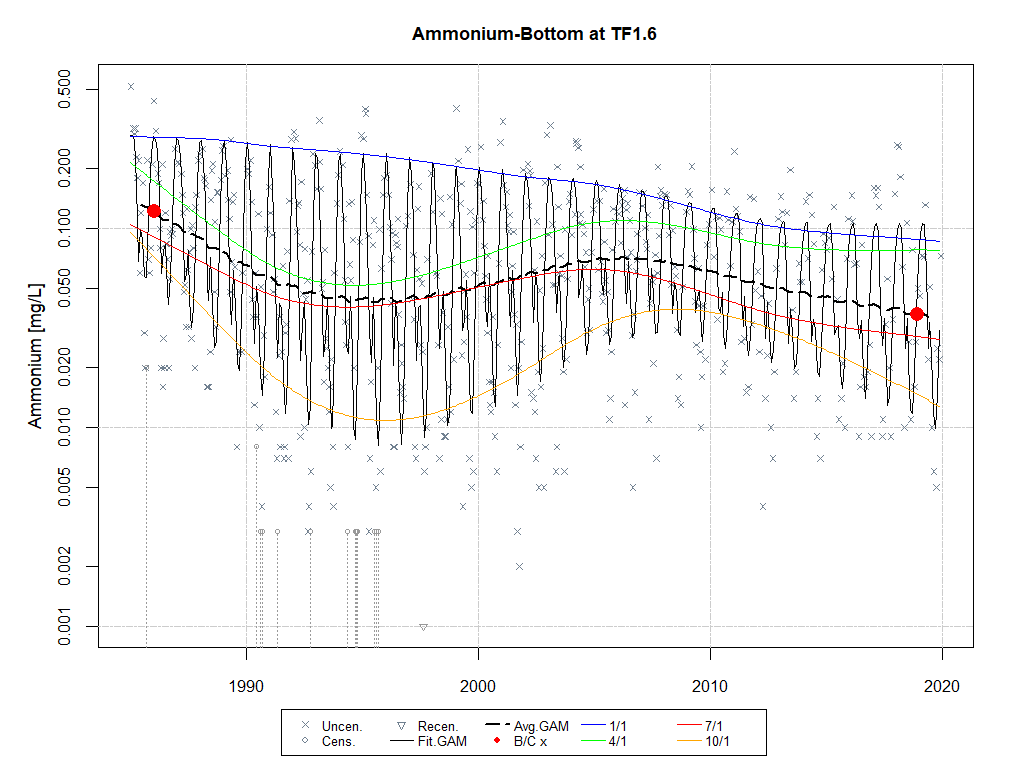 Ammonium-Bottom at TF1.6
Ammonium [mg/L]
0.500
0.200
0.100
0.050
0.020
0.010
0.005
0.002
0.001
1990 2000 2010 2020
Uncen. Recen. Avg.GAM 1/1 7/1
Cens. Fit.GAM B/C x 4/1 10/1